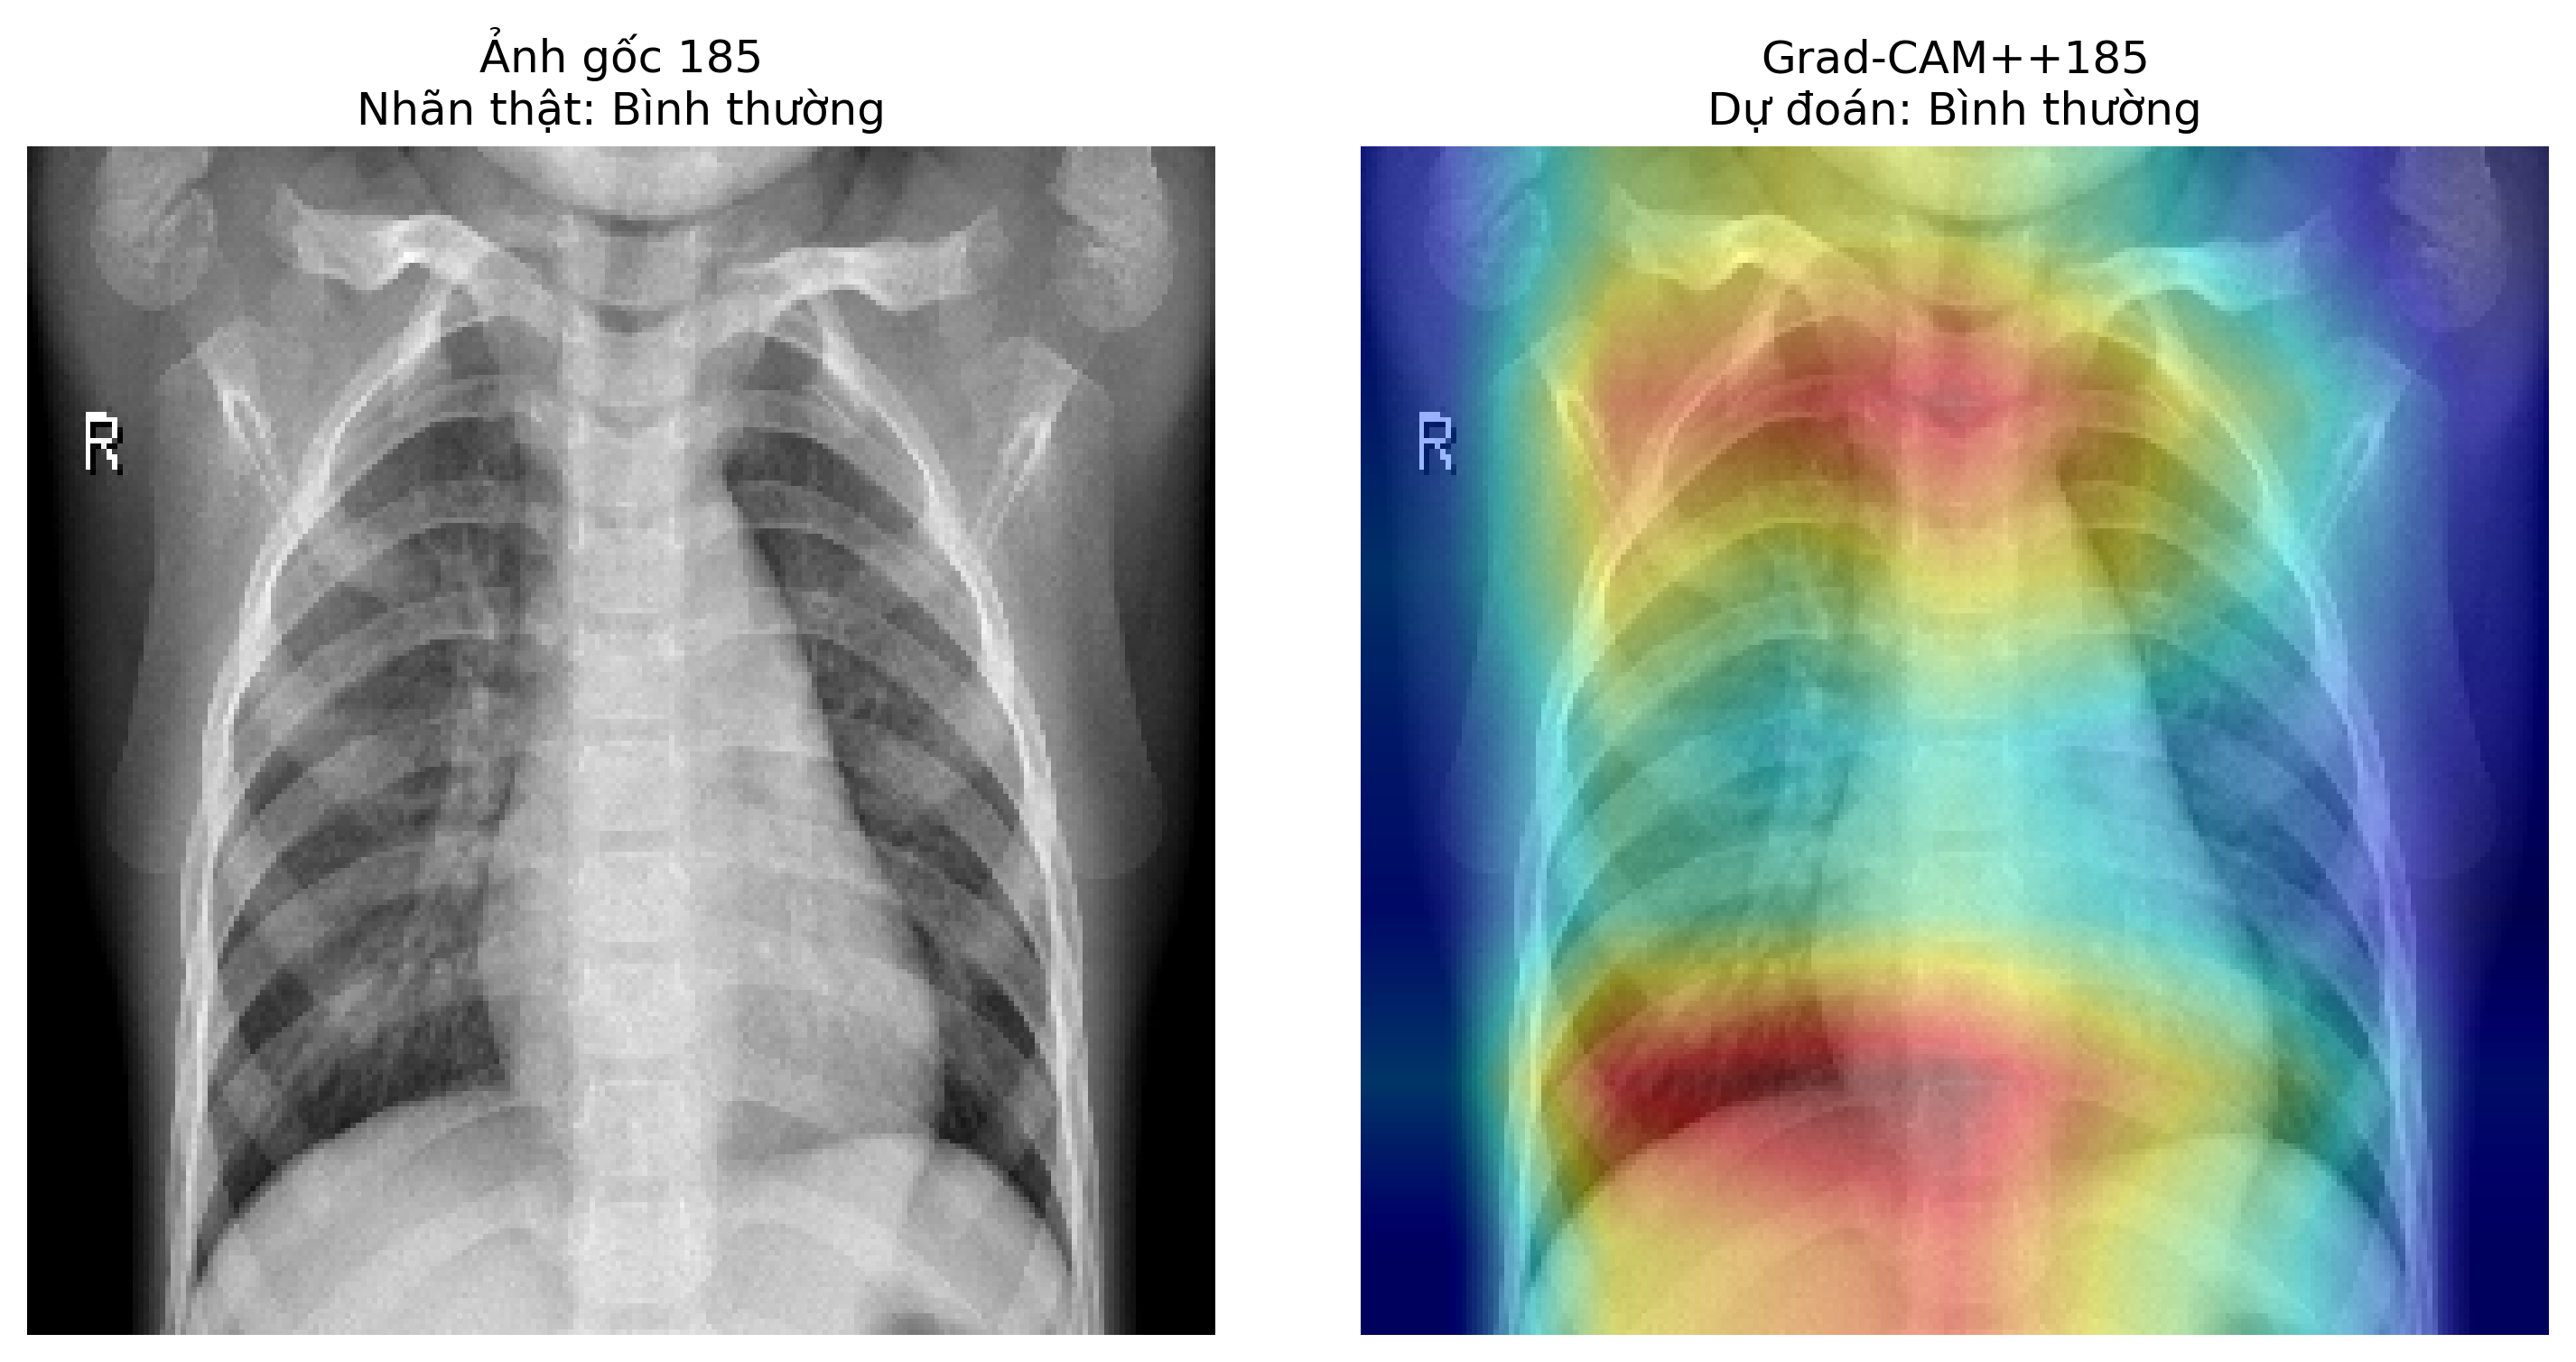 Ảnh gốc 185
Nhãn thật: Bình thường
Grad-CAM++185
Dự đoán: Bình thường
R
R